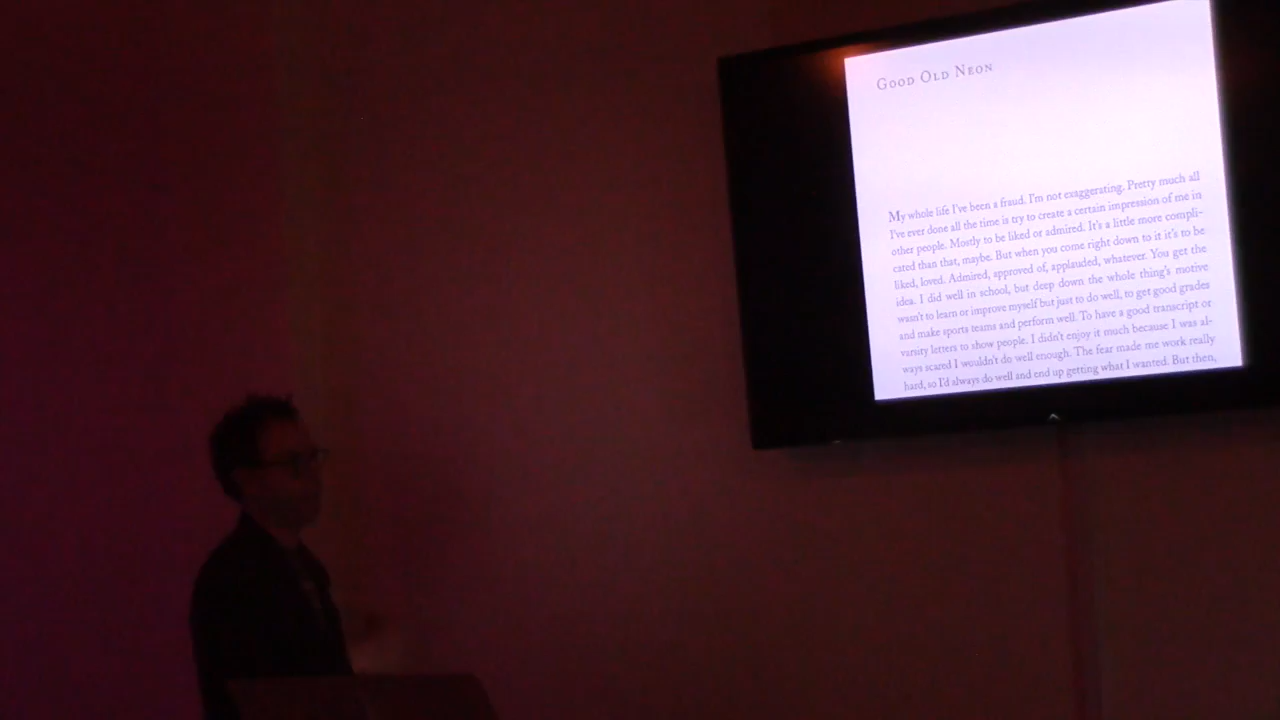 GOOD OLD NEON
My whole life I've been a fraud. I'm not exaggerating. Pretty much all
I've ever done all the time is try to create a certain impression of me in
other people. Mostly to be liked or admired. It's a little more compli-
cated than that, maybe. But when you come right down to it it's to be
liked, loved. Admired, approved of, applauded, whatever. You get the
idea. I did well in school, but deep down the whole thing's motive
wasn't to learn or improve myself but just to do well, to get good grades
and make sports teams and perform well. To have a good transcript or
varsity letters to show people. I didn't enjoy it much because I was al-
ways scared I wouldn't do well enough. The fear made me work really
hard, so I'd always do well and end up getting what I wanted. But then,